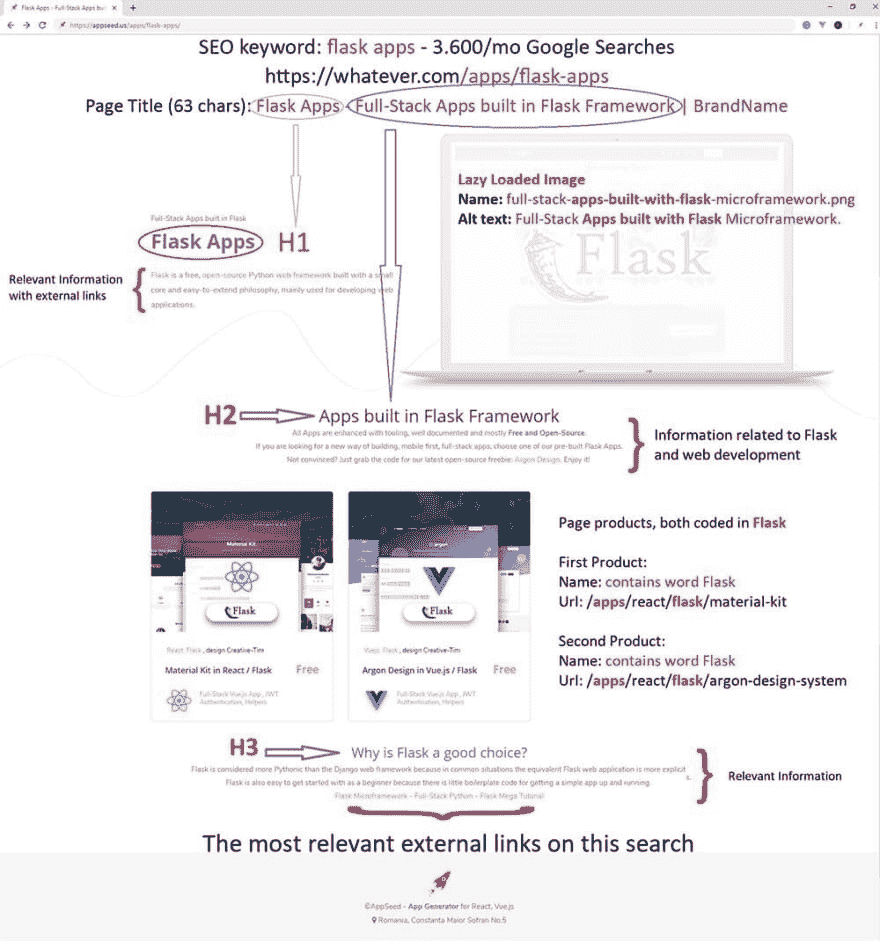 Flask Apps - Full-Stack Apps bui
https://appseed.us/apps/flask-apps/
SEO keyword: flask apps - 3.600/mo Google Searches
https://whatever.com/apps/flask-apps
Page Title (63 chars): Flask Apps - Full-Stack Apps built in Flask Framework | BrandName
Lazy Loaded Image
Name: full-stack-apps-built-with-flask-microframework.png
Alt text: Full-Stack Apps built with Flask Microframework.
Flask
Full-Stack Apps built in Flask
Flask Apps H1
Relevant Information
with external links
Flask is a free, open-source Python web framework built with a small
core and easy-to-extend philosophy, mainly used for developing web
applications.
H2 Apps built in Flask Framework
All Apps are enhanced with tooling, well documented and mostly Free and Open-Source.
If you are looking for a new way of building, mobile first, full-stack apps, choose one of our pre-built Flask Apps.
Not convinced? Just grab the code for our latest open-source freebie: Argon Design. Enjoy it!
Information related to Flask
and web development
Material Kit
Flask
React Flask, design Creative-Tim
Material Kit in React / Flask Free
Full-Stack Vue.js App, JWT
Authentication, Helpers
argon
Flask
Vuejs Flask, design Creative-Tim
Argon Design in Vue.js / Flask Free
Full-Stack Vue.js App, JWT
Authentication, Helpers
Page products, both coded in Flask
First Product:
Name: contains word Flask
Url: /apps/react/flask/material-kit
Second Product:
Name: contains word Flask
Url: /apps/react/flask/argon-design-system
H3 Why is Flask a good choice?
Flask is considered more Pythonic than the Django web framework because in common situations the equivalent Flask web application is more explicit
Flask is also easy to get started with as a beginner because there is little boilerplate code for getting a simple app up and running.
Flask Microframework - Full-Stack Python - Flask Mega Tutorial
Relevant Information
The most relevant external links on this search
©AppSeed - App Generator for React, Vue.js
Romania, Constanta Maior Sofran No.5